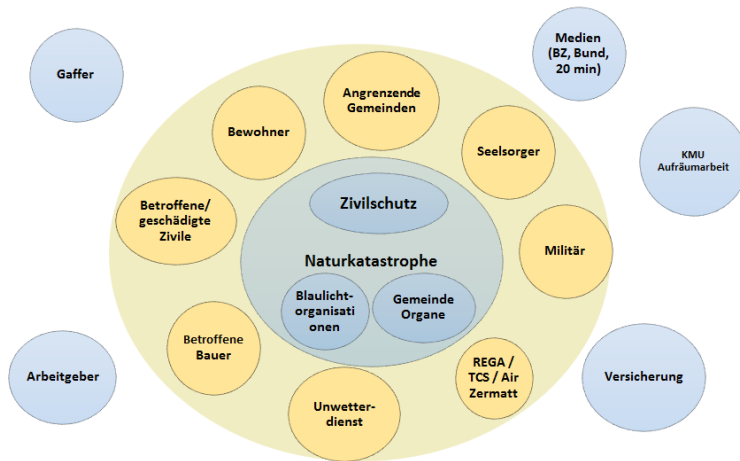 Medien
(BZ, Bund,
20 min)
Gaffer
Angrenzende
Gemeinden
Bewohner
Seelsorger
KMU
Aufräumarbeit
Zivilschutz
Betroffene/
geschädigte
Zivile
Militär
Naturkatastrophe
Blaulicht-
organisati
onen
Gemeinde
Organe
Betroffene
Bauer
REGA /
TCS / Air
Zermatt
Arbeitgeber
Versicherung
Unwetter-
dienst